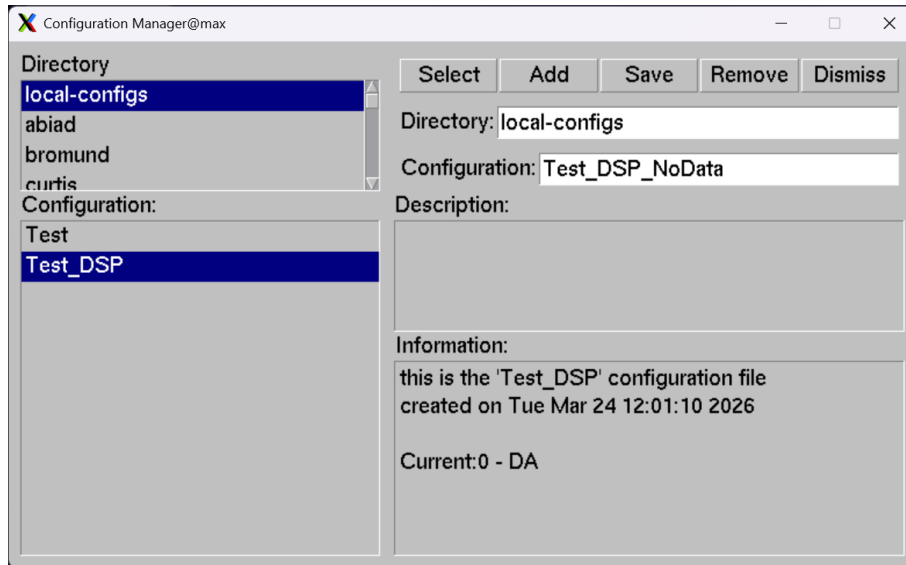 Configuration Manager@max
Directory
local-configs
abiad
bromund
curtis
Configuration:
Test
Test_DSP
Select Add Save Remove Dismiss
Directory: local-configs
Configuration: Test_DSP_NoData
Description:
Information:
this is the 'Test_DSP' configuration file
created on Tue Mar 24 12:01:10 2026
Current:0 - DA